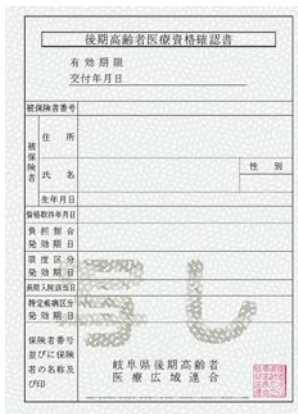 後期高齢者医療資格確認書
有効期限
交付年月日
被保険者番号
被保険者
住所
氏名
性別
生年月日
資格取得年月日
負担割合
発効期日
限度区分
発効期日
長期入院該当日
特定疾病区分
発効期日
保険者番号
並びに保険
者の名称及
び印
岐阜県後期高齢者
医療広域連合